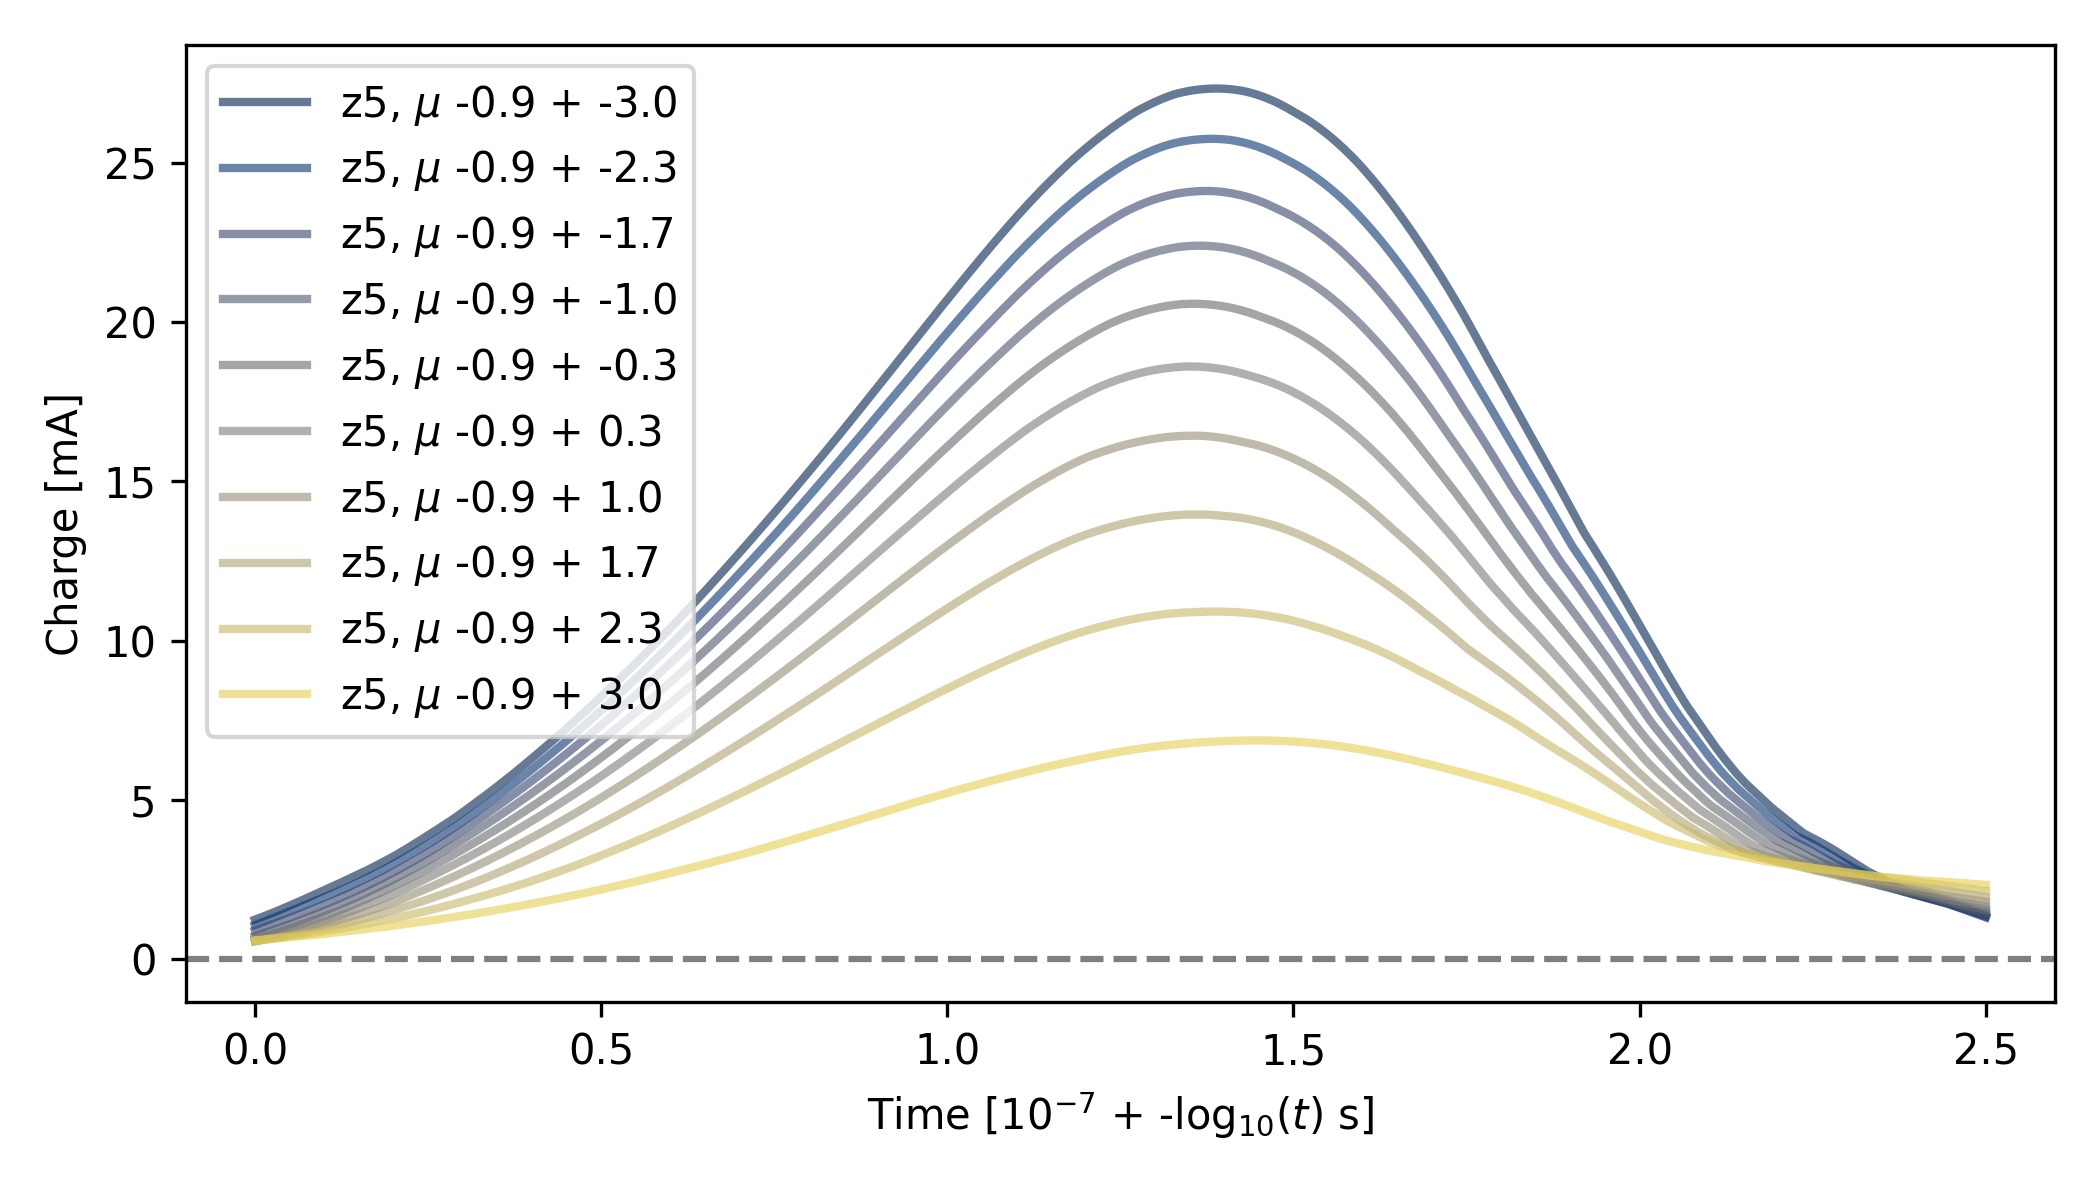 z5, μ -0.9 + -3.0
z5, μ -0.9 + -2.3
z5, μ -0.9 + -1.7
z5, μ -0.9 + -1.0
z5, μ -0.9 + -0.3
z5, μ -0.9 + 0.3
z5, μ -0.9 + 1.0
z5, μ -0.9 + 1.7
z5, μ -0.9 + 2.3
z5, μ -0.9 + 3.0
Charge [mA]
25
20
15
10
5
0
0.0 0.5 1.0 1.5 2.0 2.5
Time [10⁻⁷ + -log₁₀(t) s]